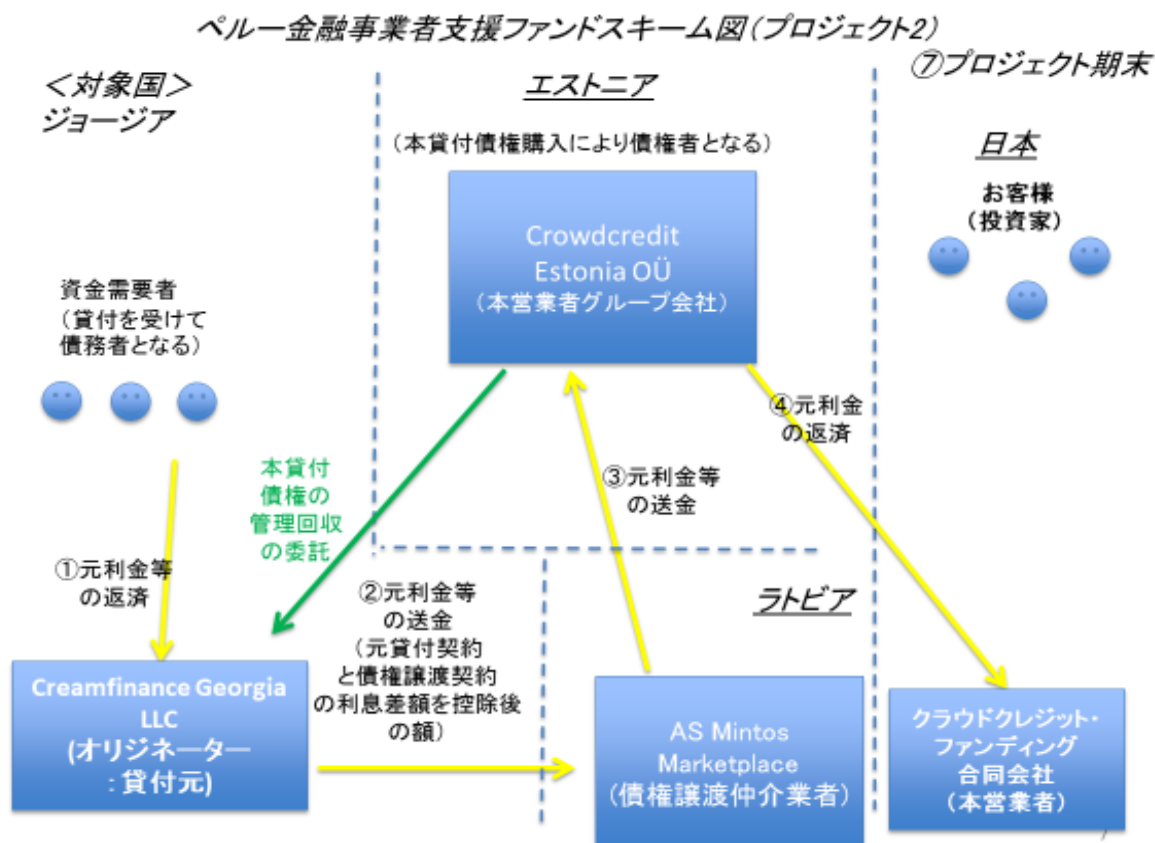 ペルー金融事業者支援ファンドスキーム図(プロジェクト2)
＜対象国＞
ジョージア
エストニア
⑦プロジェクト期末
(本貸付債権購入により債権者となる)
日本
お客様
(投資家)
Crowdcredit
Estonia OÜ
(本営業者グループ会社)
資金需要者
(貸付を受けて
債務者となる)
④元利金
の返済
本貸付
債権の
管理回収
の委託
③元利金等
の送金
①元利金等
の返済
②元利金等
の送金
(元貸付契約
と債権譲渡契約
の利息差額を控除後
の額)
ラトビア
Creamfinance Georgia
LLC
(オリジネーター
：貸付元)
AS Mintos
Marketplace
(債権譲渡仲介業者)
クラウドクレジット・
ファンディング
合同会社
(本営業者)